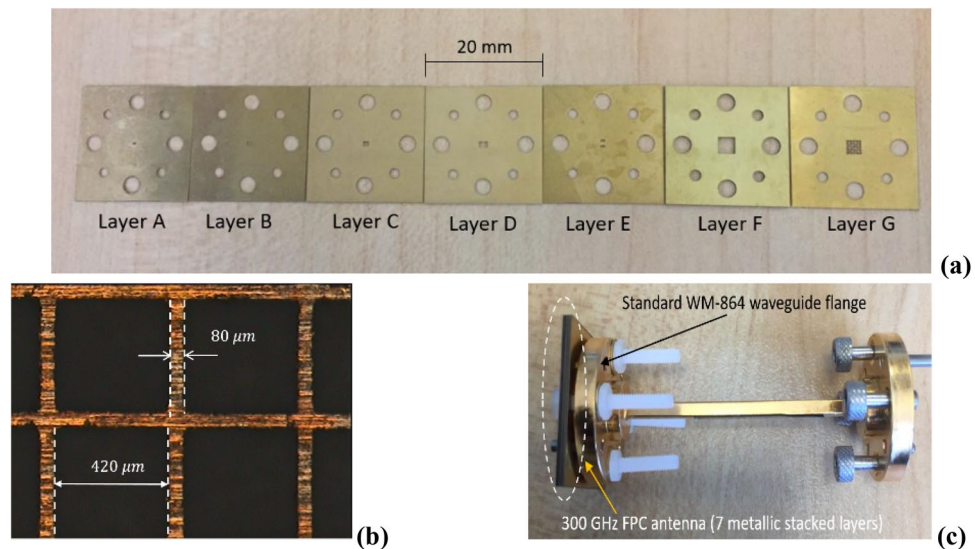 20 mm
Layer A Layer B Layer C Layer D Layer E Layer F Layer G
(a)
80 μm
420 μm
(b)
Standard WM-864 waveguide flange
300 GHz FPC antenna (7 metallic stacked layers)
(c)